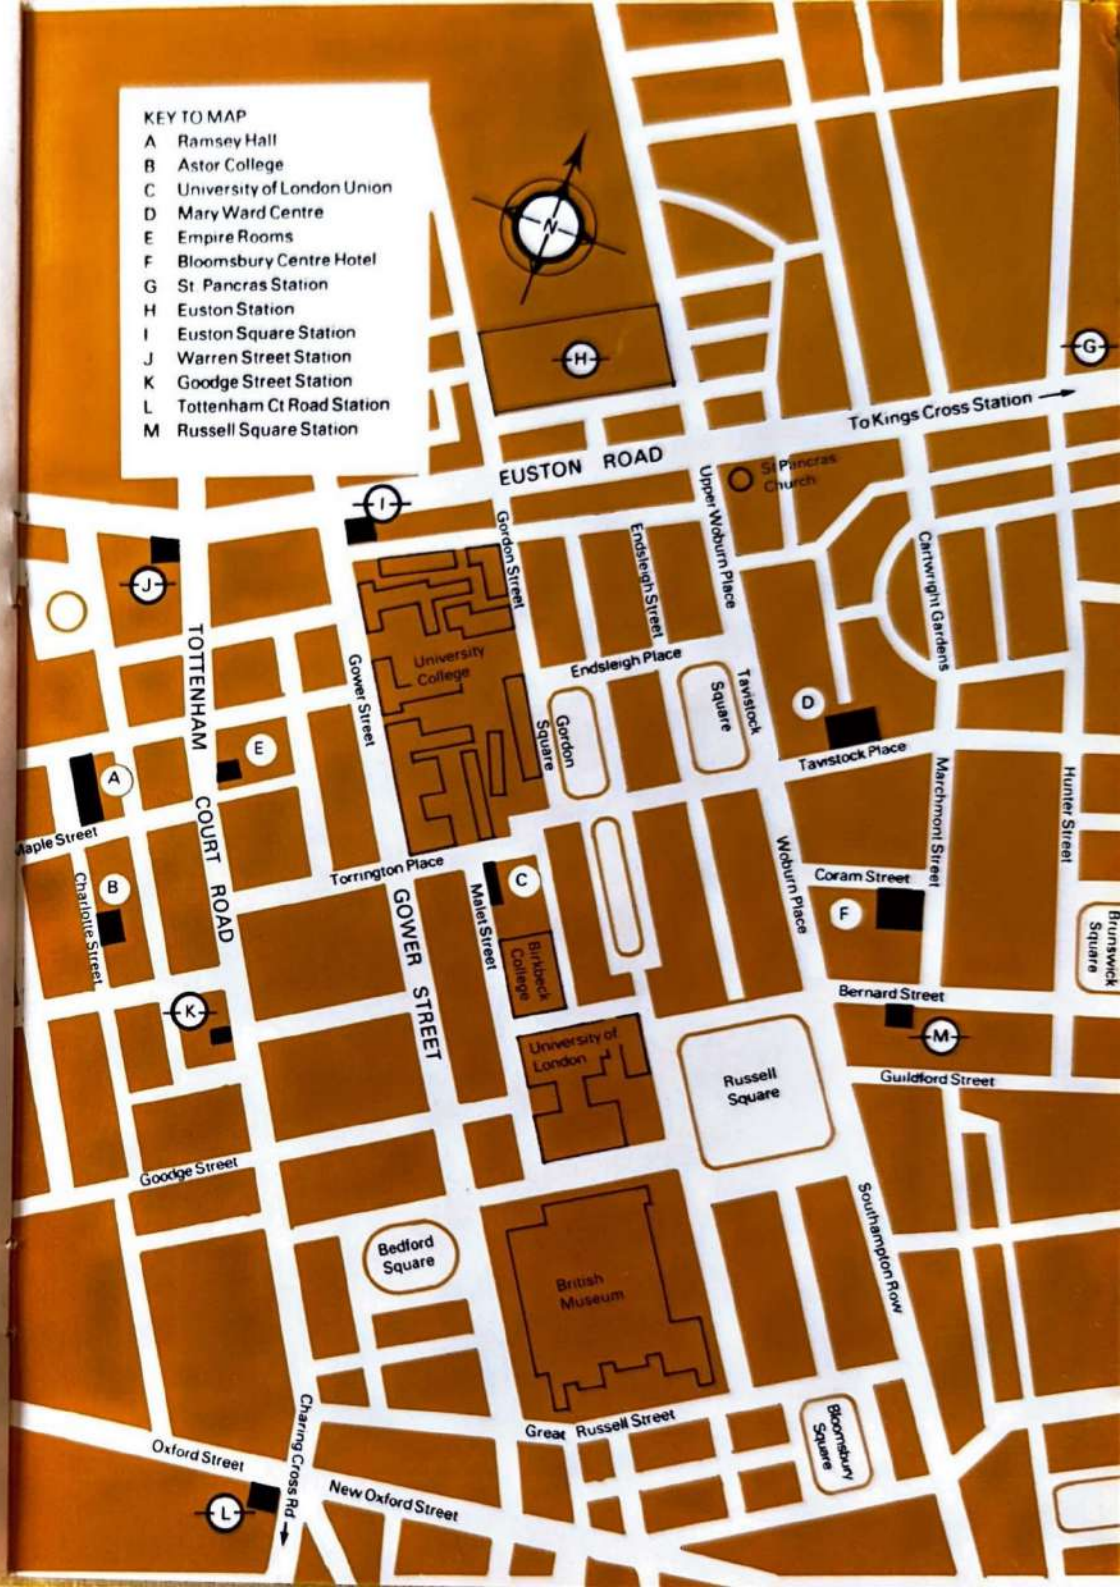 KEY TO MAP
A Ramsey Hall
B Astor College
C University of London Union
D Mary Ward Centre
E Empire Rooms
F Bloomsbury Centre Hotel
G St Pancras Station
H Euston Station
I Euston Square Station
J Warren Street Station
K Goodge Street Station
L Tottenham Ct Road Station
M Russell Square Station
N
H
G
To Kings Cross Station
EUSTON ROAD
St Pancras
Church
I
J
Gordon Street
Endsleigh Street
Upper Woburn Place
Cartwright Gardens
TOTTENHAM
COURT ROAD
Gower Street
University
College
Endsleigh Place
Gordon
Square
Tavistock
Square
D
Tavistock Place
E
A
Maple Street
B
Charlotte Street
Torrington Place
GOWER STREET
Malet Street
C
Birkbeck
College
Woburn Place
Marchmont Street
Hunter Street
Coram Street
F
Brunswick
Square
Bernard Street
K
M
University of
London
Russell
Square
Guildford Street
Goodge Street
Bedford
Square
British
Museum
Southampton Row
Great Russell Street
Bloomsbury
Square
Charing Cross Rd
Oxford Street
New Oxford Street
L